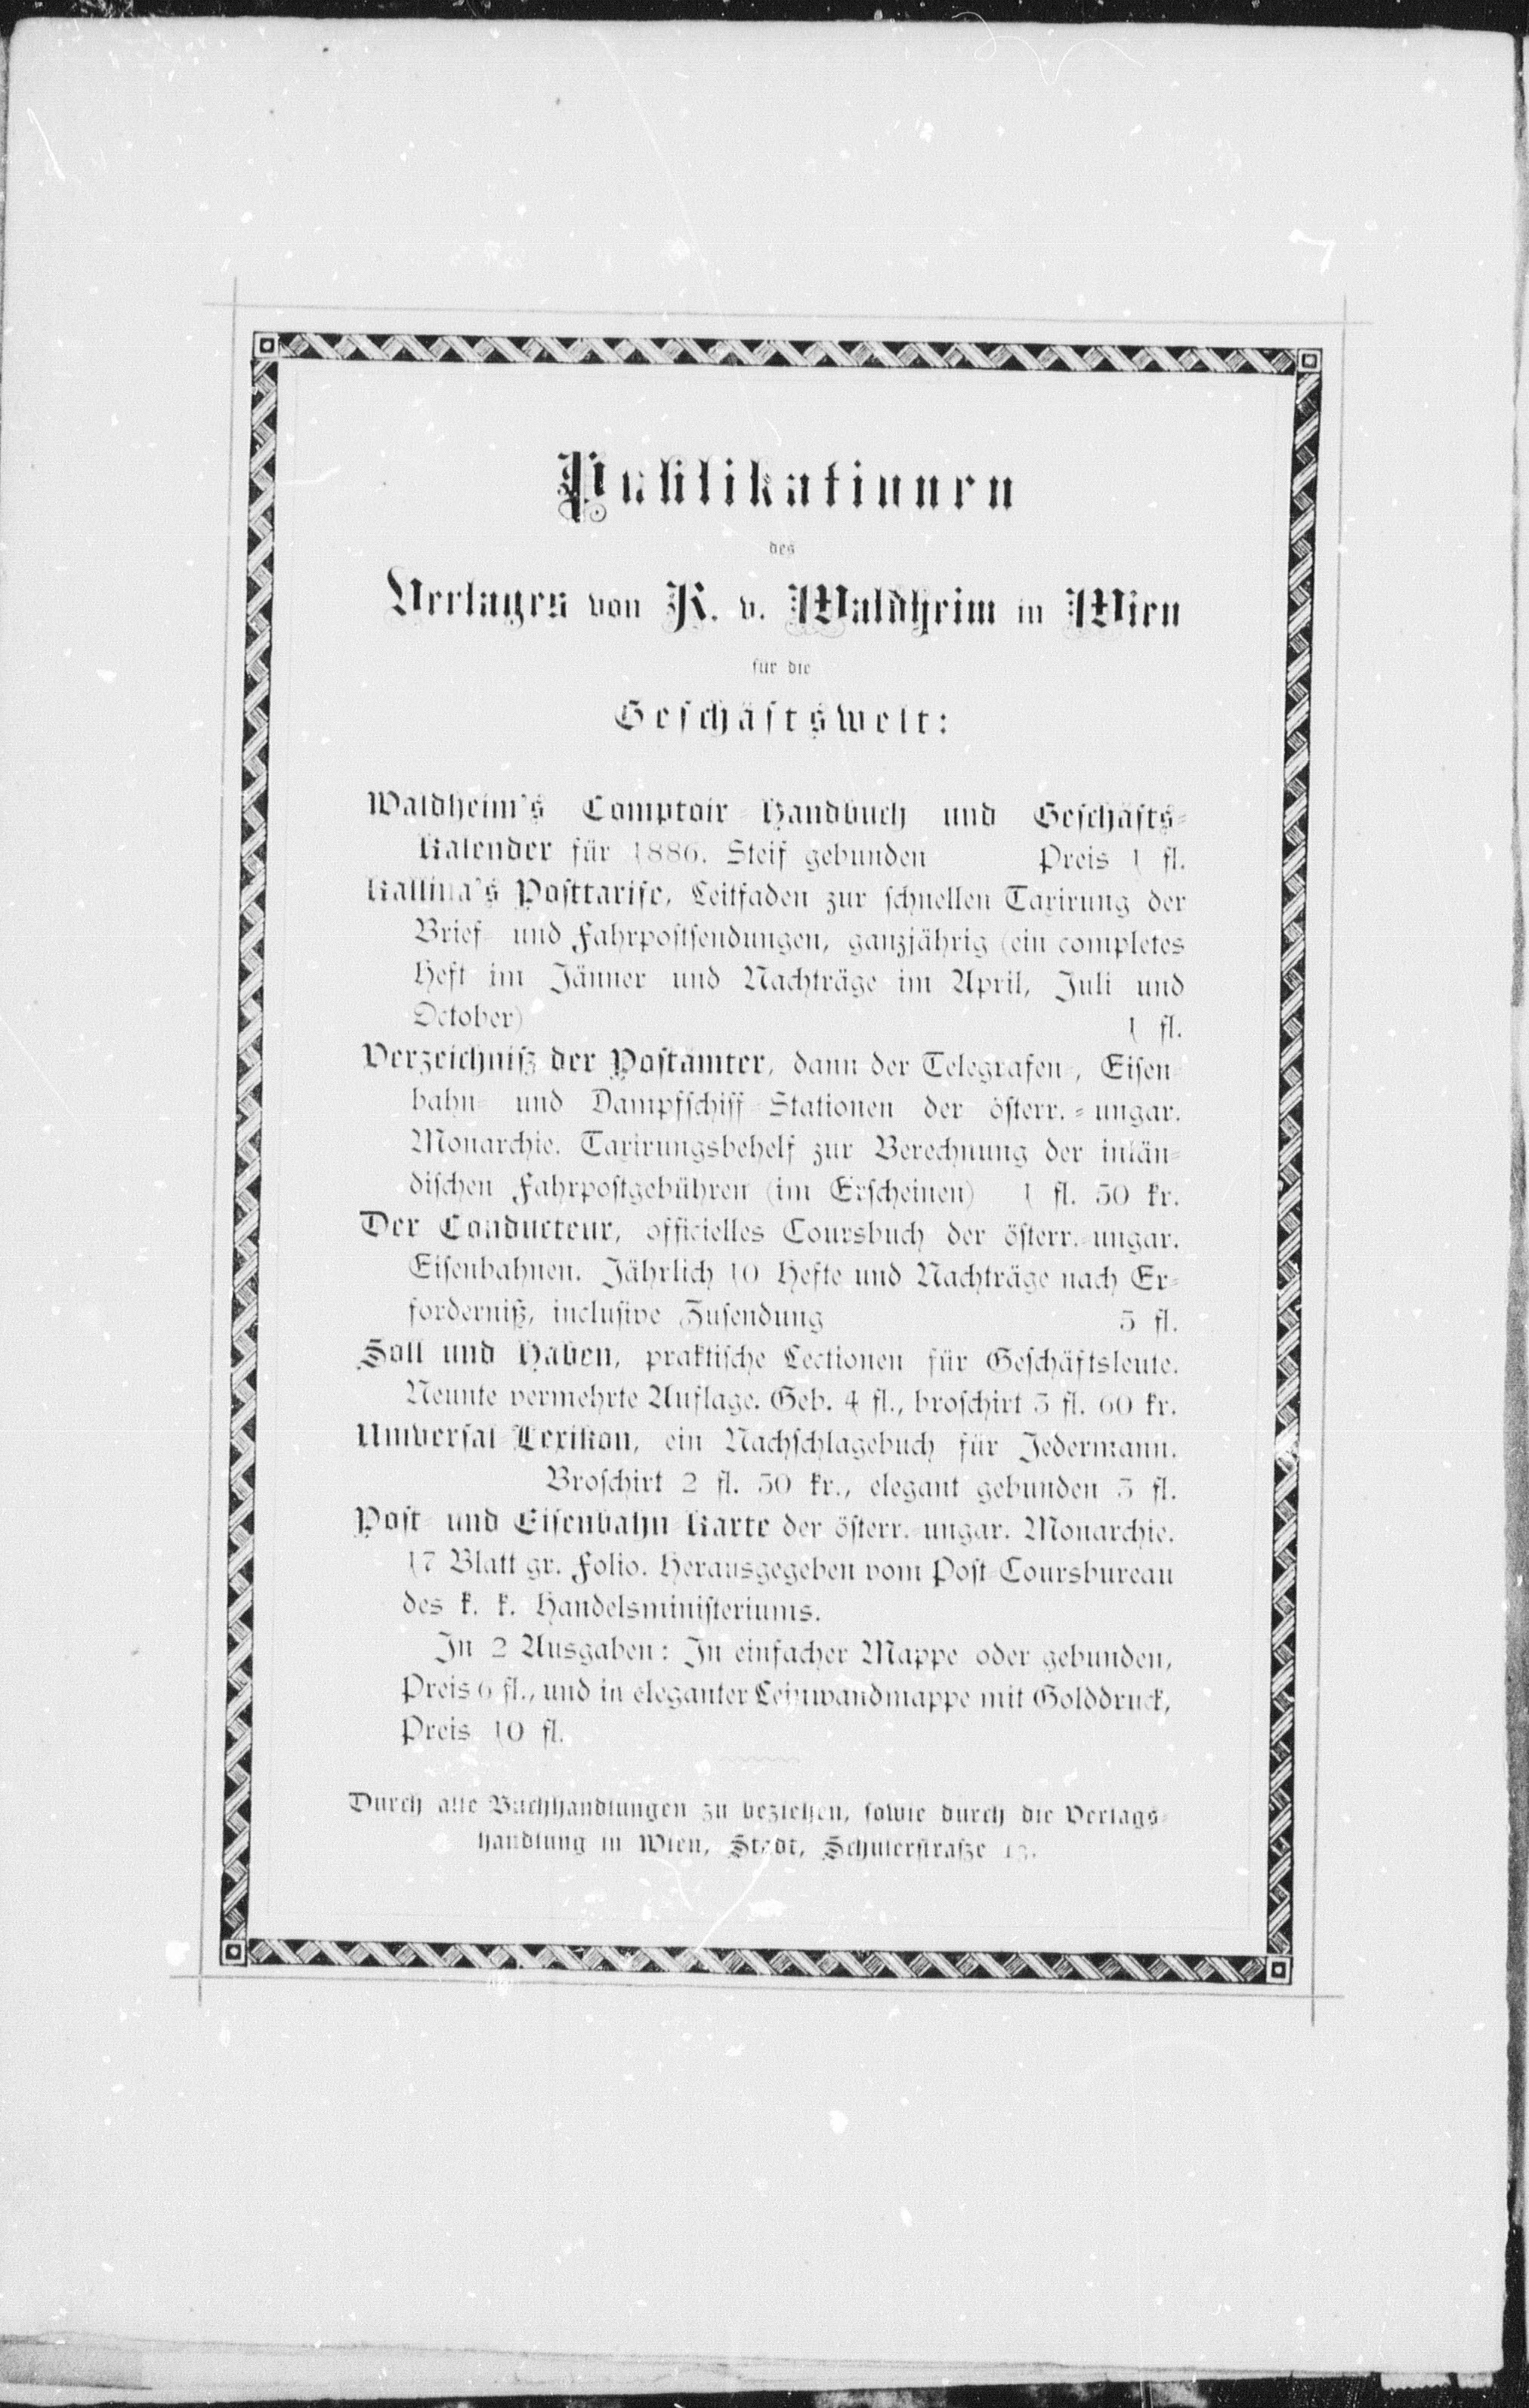 Publikationen
des
Verlages von R. v. Waldheim in Wien
für die
Geschäftswelt:
Waldheim's Comptoir-Handbuch und Geschäfts-
Kalender für 1886. Steif gebunden Preis 1 fl.
Kallina's Posttarife, Leitfaden zur schnellen Taxirung der
Brief- und Fahrpostsendungen, ganzjährig (ein completes
Heft im Jänner und Nachträge im April, Juli und
October) 1 fl.
Verzeichniß der Postämter, dann der Telegrafen-, Eisen-
bahn- und Dampfschiff-Stationen der österr.-ungar.
Monarchie. Taxirungsbehelf zur Berechnung der inlän-
dischen Fahrpostgebühren (im Erscheinen) 1 fl. 50 kr.
Der Conducteur, officielles Coursbuch der österr.-ungar.
Eisenbahnen. Jährlich 10 Hefte und Nachträge nach Er-
forderniß, inclusive Zusendung 5 fl.
Soll und Haben, praktische Lectionen für Geschäftsleute.
Neunte vermehrte Auflage. Geb. 4 fl., broschirt 3 fl. 60 kr.
Universal-Lexikon, ein Nachschlagebuch für Jedermann.
Broschirt 2 fl. 50 kr., elegant gebunden 3 fl.
Post- und Eisenbahn-Karte der österr.-ungar. Monarchie.
17 Blatt gr. Folio. Herausgegeben vom Post-Coursbureau
des k. k. Handelsministeriums.
In 2 Ausgaben: In einfacher Mappe oder gebunden,
Preis 6 fl., und in eleganter Leinwandmappe mit Golddruck,
Preis 10 fl.
Durch alle Buchhandlungen zu beziehen, sowie durch die Verlags-
handlung in Wien, Stadt, Schulerstraße